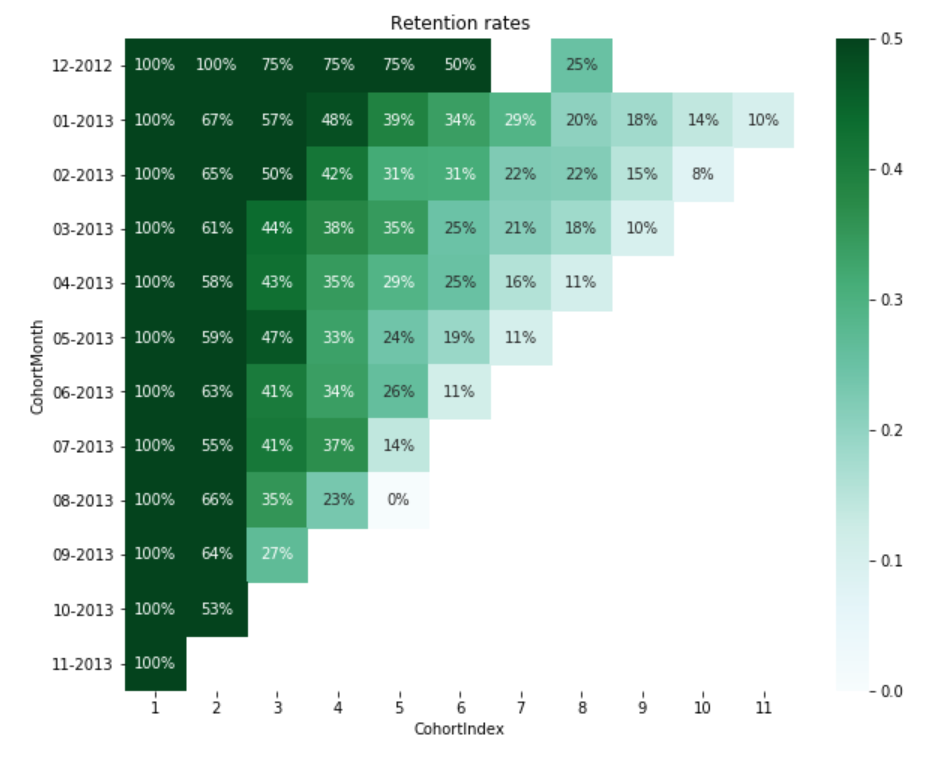 Retention rates
12-2012 100% 100% 75% 75% 75% 50% 25%
01-2013 100% 67% 57% 48% 39% 34% 29% 20% 18% 14% 10%
02-2013 100% 65% 50% 42% 31% 31% 22% 22% 15% 8%
03-2013 100% 61% 44% 38% 35% 25% 21% 18% 10%
04-2013 100% 58% 43% 35% 29% 25% 16% 11%
05-2013 100% 59% 47% 33% 24% 19% 11%
06-2013 100% 63% 41% 34% 26% 11%
07-2013 100% 55% 41% 37% 14%
08-2013 100% 66% 35% 23% 0%
09-2013 100% 64% 27%
10-2013 100% 53%
11-2013 100%
1 2 3 4 5 6 7 8 9 10 11
CohortIndex
CohortMonth
0.5
0.4
0.3
0.2
0.1
0.0